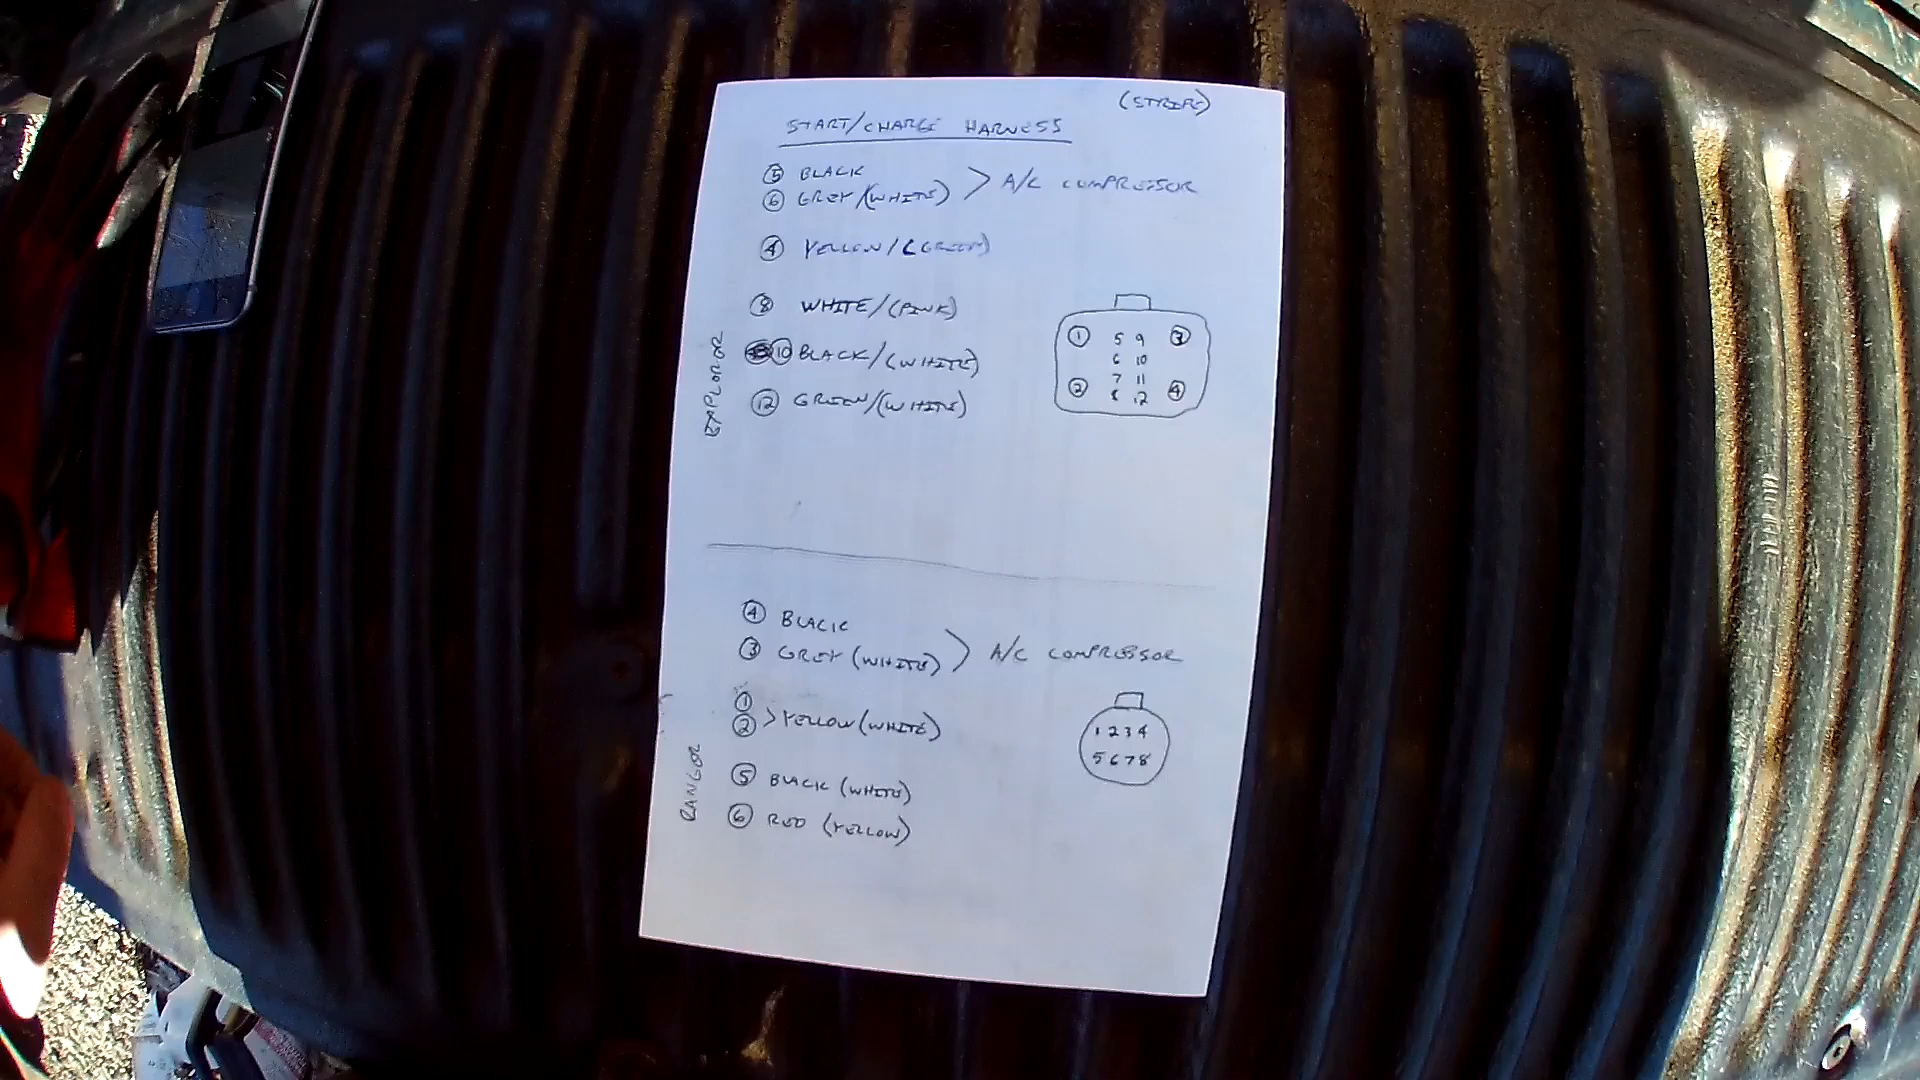 (STRIPE)
START/CHARGE HARNESS
5 BLACK
6 GREY/(WHITE) > A/C COMPRESSOR
4 YELLOW/(GREEN)
8 WHITE/(PINK)
10 BLACK/(WHITE)
12 GREEN/(WHITE)
EXPLOROR
1 5 9 3
6 10
7 11
2 8 12 4
4 BLACK
3 GREY (WHITE) > A/C COMPRESSOR
1
2 > YELLOW (WHITE)
5 BLACK (WHITE)
6 RED (YELLOW)
RANGOR
1 2 3 4
5 6 7 8